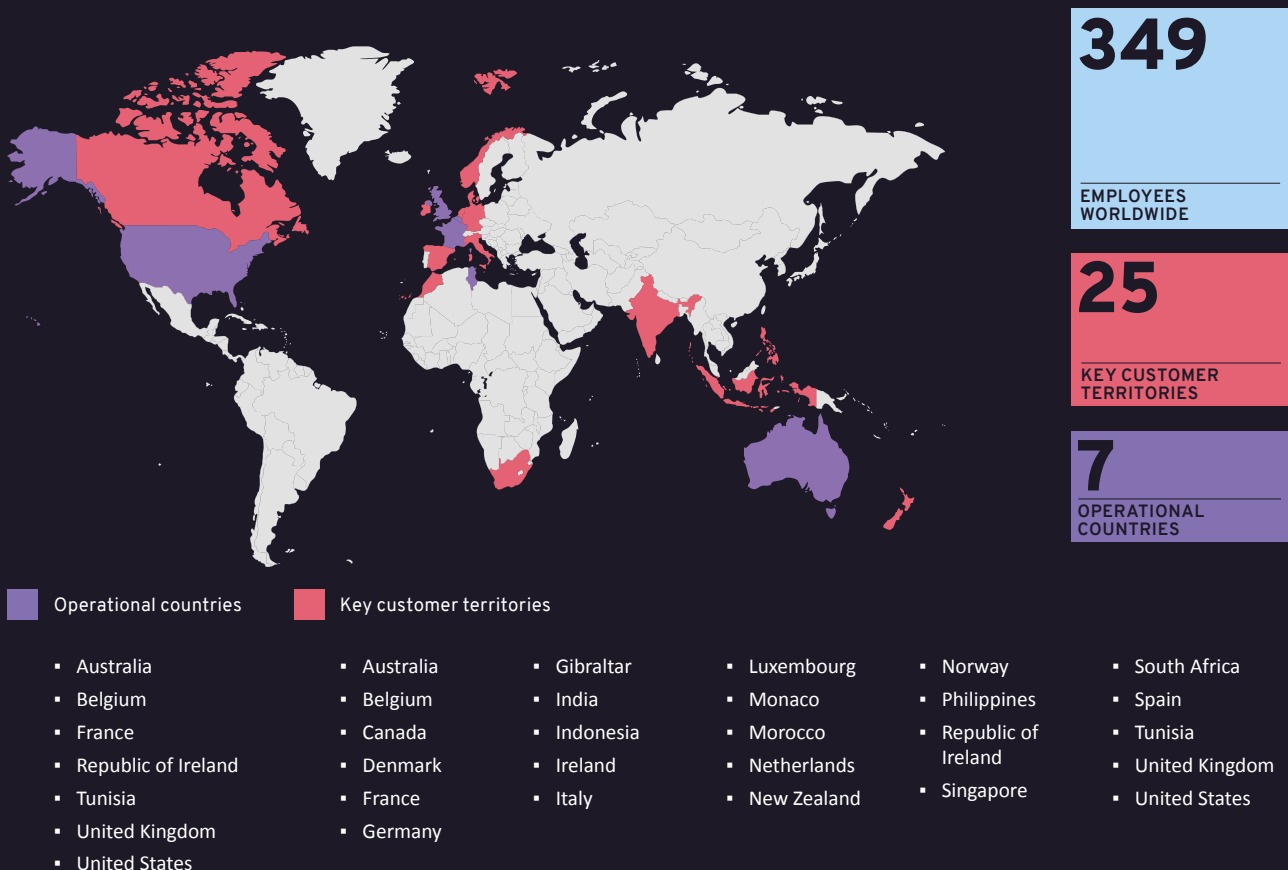 349
EMPLOYEES
WORLDWIDE
25
KEY CUSTOMER
TERRITORIES
7
OPERATIONAL
COUNTRIES
Operational countries
▪ Australia
▪ Belgium
▪ France
▪ Republic of Ireland
▪ Tunisia
▪ United Kingdom
▪ United States
Key customer territories
▪ Australia
▪ Belgium
▪ Canada
▪ Denmark
▪ France
▪ Germany
▪ Gibraltar
▪ India
▪ Indonesia
▪ Ireland
▪ Italy
▪ Luxembourg
▪ Monaco
▪ Morocco
▪ Netherlands
▪ New Zealand
▪ Norway
▪ Philippines
▪ Republic of
Ireland
▪ Singapore
▪ South Africa
▪ Spain
▪ Tunisia
▪ United Kingdom
▪ United States